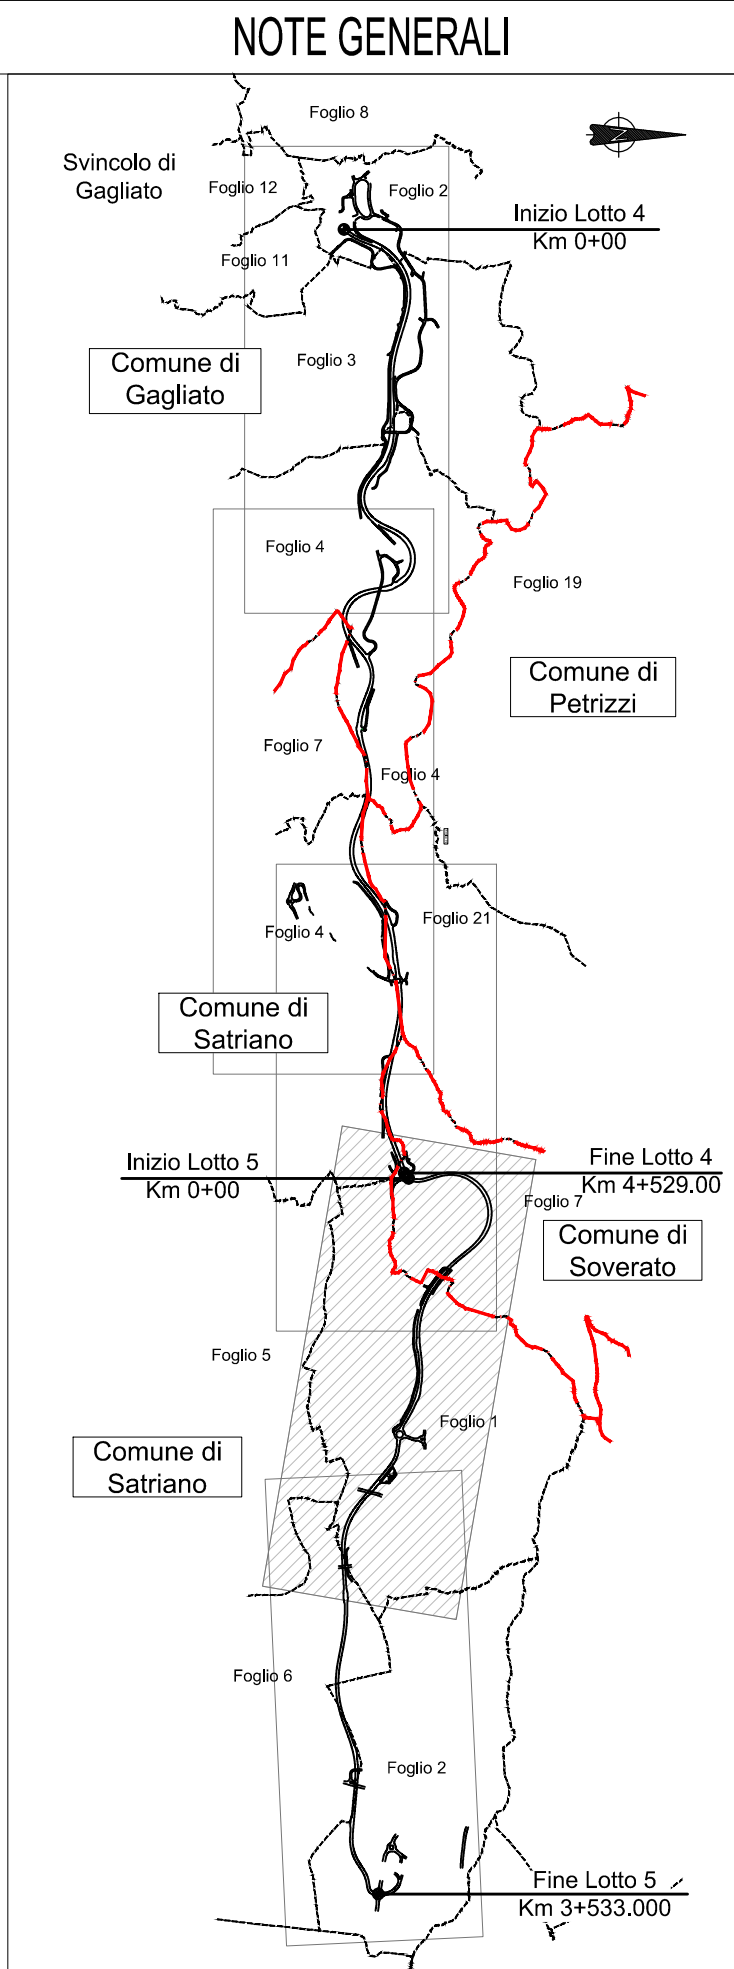 NOTE GENERALI
Foglio 8
Svincolo di
Gagliato
Foglio 12
Foglio 2
N
Inizio Lotto 4
Km 0+00
Foglio 11
Comune di
Gagliato
Foglio 3
Foglio 4
Foglio 19
Comune di
Petrizzi
Foglio 7
Foglio 4
Foglio 21
Foglio 4
Comune di
Satriano
Inizio Lotto 5
Km 0+00
Fine Lotto 4
Km 4+529.00
Foglio 7
Comune di
Soverato
Foglio 5
Foglio 1
Comune di
Satriano
Foglio 6
Foglio 2
Fine Lotto 5
Km 3+533.000